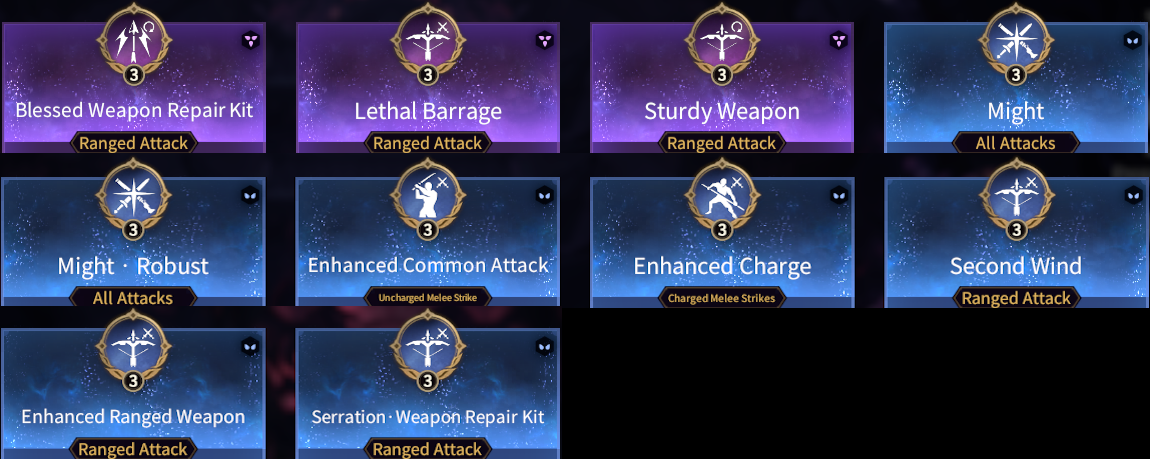 3
Blessed Weapon Repair Kit
Ranged Attack
3
Lethal Barrage
Ranged Attack
3
Sturdy Weapon
Ranged Attack
3
Might
All Attacks
3
Might · Robust
All Attacks
3
Enhanced Common Attack
Uncharged Melee Strike
3
Enhanced Charge
Charged Melee Strikes
3
Second Wind
Ranged Attack
3
Enhanced Ranged Weapon
Ranged Attack
3
Serration·Weapon Repair Kit
Ranged Attack